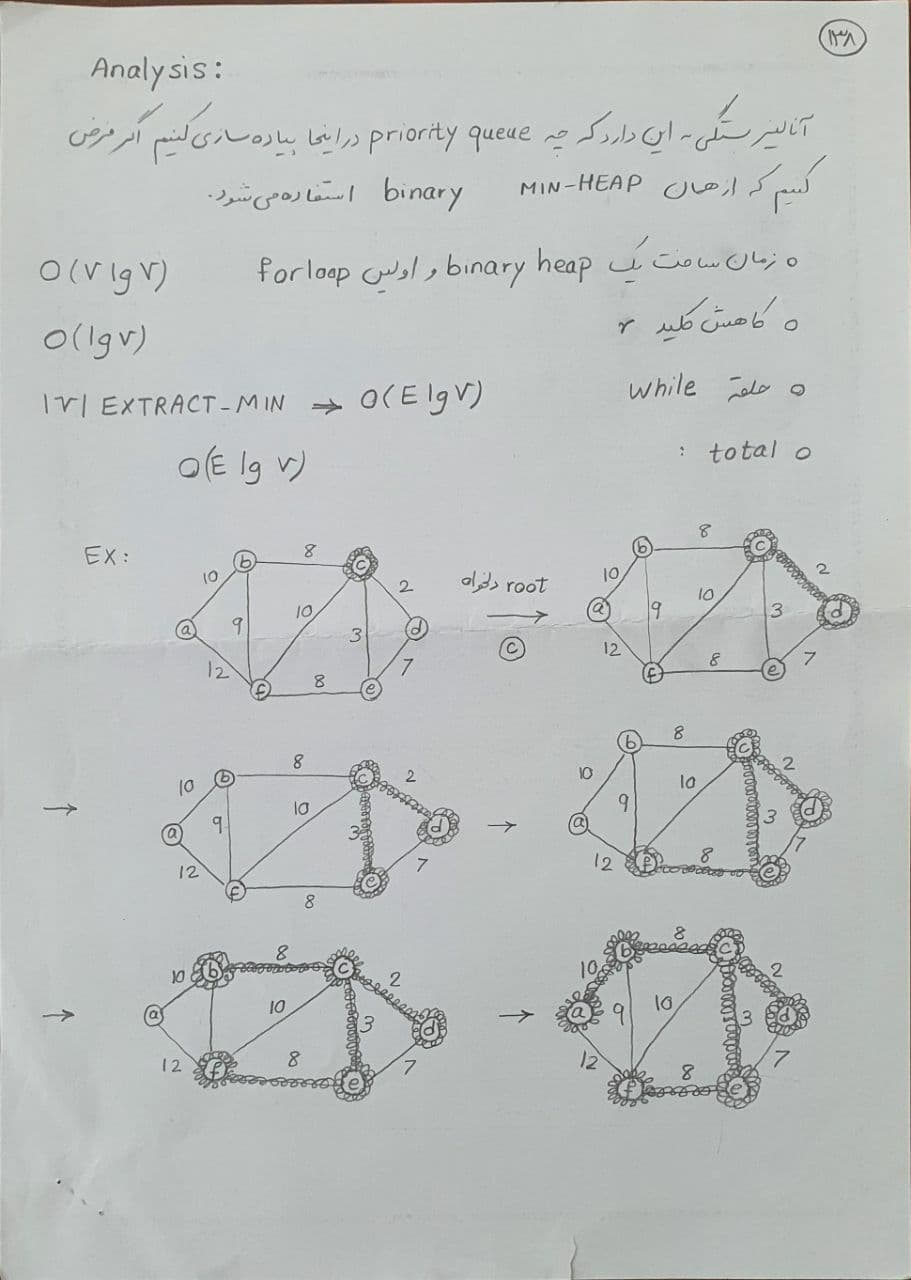 ۱۳۸
Analysis:
آنالیز بستگی به این دارد که چه priority queue در اینجا پیاده سازی کنیم اگر فرض
کنیم که از همان binary MIN-HEAP استفاده می شود.
o زمان ساخت یک binary heap و اولین for loop O(V lg V)
o کاهش کلید r O(lg V)
o حلقة while |V| EXTRACT-MIN → O(E lg V)
o total : O(E lg V)
EX:
b 8 c 10 2 a 9 10 3 d 12 f 8 e 7
دلخواه root
→
c
b 8 c 10 2 a 9 10 3 d 12 f 8 e 7
→ b 8 c 10 2 a 9 10 3 d 12 f 8 e 7
→ b 8 c 10 2 a 9 10 3 d 12 f 8 e 7
→ b 8 c 10 2 a 10 3 d 12 f 8 e 7
→ b 8 c 10 2 a 9 10 3 d 12 f 8 e 7